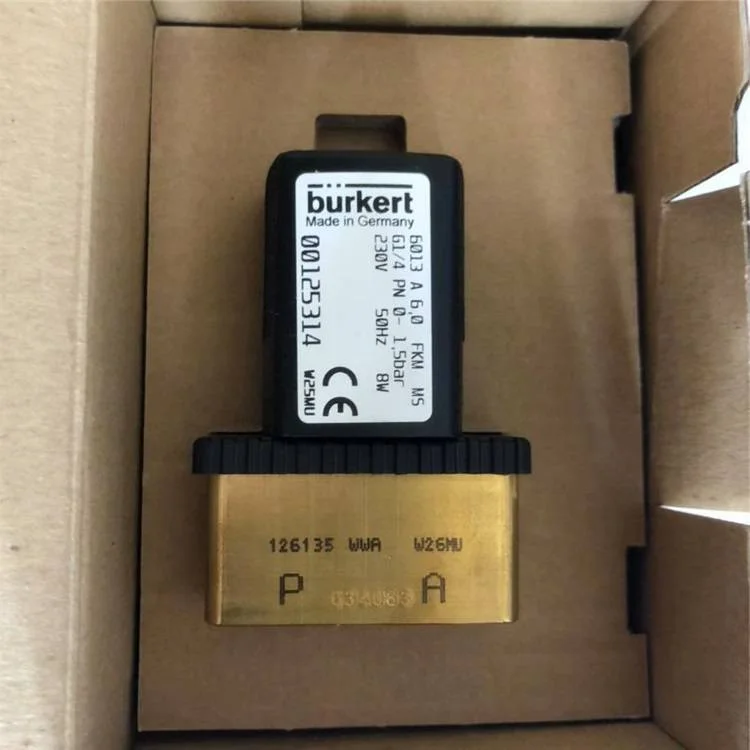 bürkert
Made in Germany
6013 A 6,0 FKM MS
G1/4 PN 0- 1,5bar
230V 50Hz 8W
00125314
CE
W25MU
126135 WWA W26MU
P A